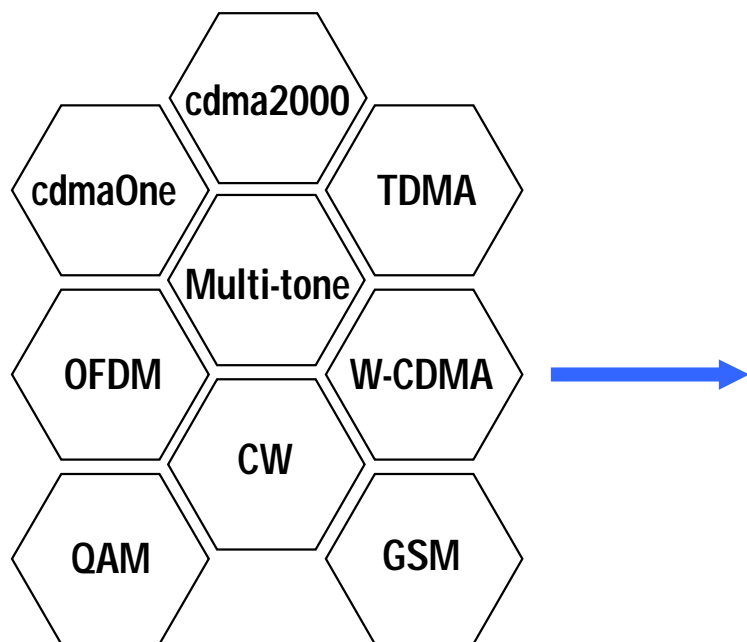 cdma2000
cdmaOne
TDMA
Multi-tone
OFDM
W-CDMA
CW
QAM
GSM